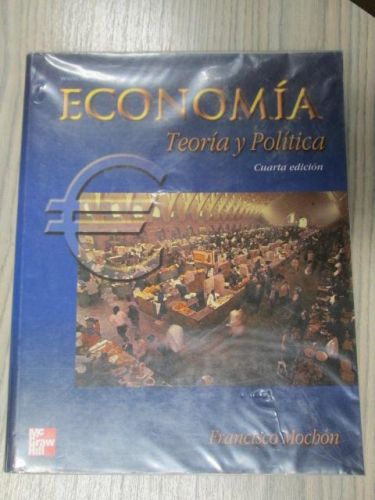 ECONOMÍA
Teoría y Política
Cuarta edición
Francisco Mochón
Mc
Graw
Hill